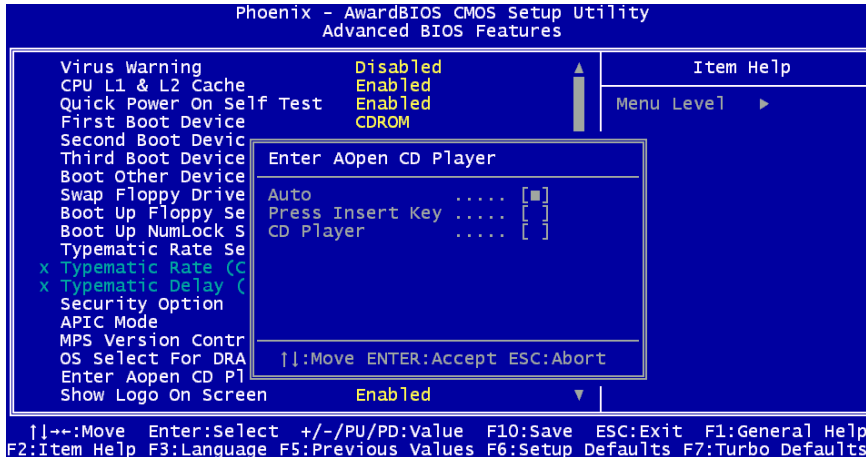 Phoenix - AwardBIOS CMOS Setup Utility
Advanced BIOS Features
Virus Warning Disabled
CPU L1 & L2 Cache Enabled
Quick Power On Self Test Enabled
First Boot Device CDROM
Second Boot Devic
Third Boot Device
Boot Other Device
Swap Floppy Drive
Boot Up Floppy Se
Boot Up NumLock S
Typematic Rate Se
x Typematic Rate (C
x Typematic Delay (
Security Option
APIC Mode
MPS Version Contr
OS Select For DRA
Enter Aopen CD Pl
Show Logo On Screen Enabled
Item Help
Menu Level ▶
Enter AOpen CD Player
Auto ..... [■]
Press Insert Key ..... [ ]
CD Player ..... [ ]
↑↓:Move ENTER:Accept ESC:Abort
↑↓→←:Move Enter:Select +/-/PU/PD:Value F10:Save ESC:Exit F1:General Help
F2:Item Help F3:Language F5:Previous Values F6:Setup Defaults F7:Turbo Defaults